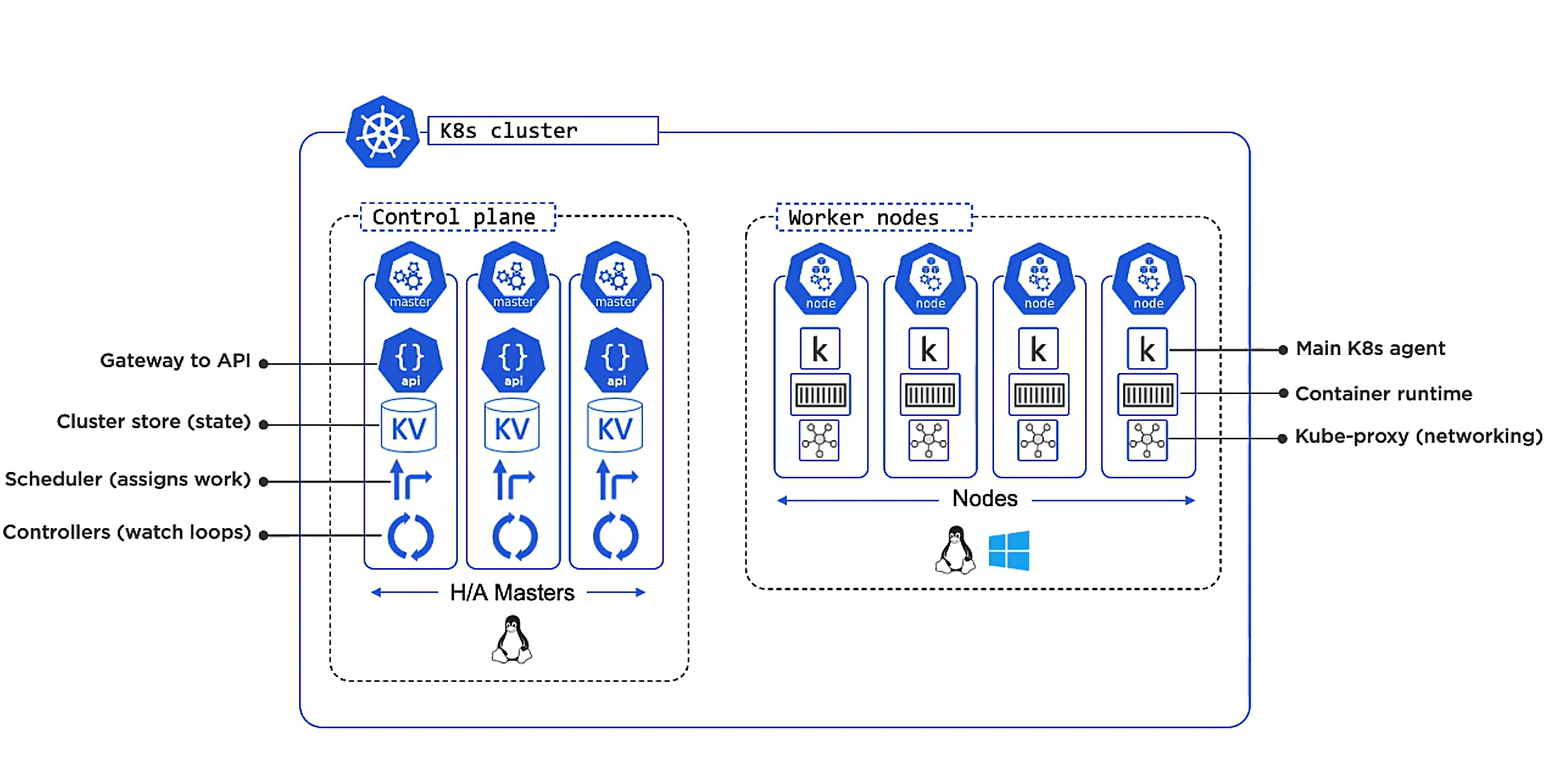 K8s cluster
Control plane
master
master
master
{}
{}
{}
api
api
api
KV
KV
KV
H/A Masters
Gateway to API
Cluster store (state)
Scheduler (assigns work)
Controllers (watch loops)
Worker nodes
node
node
node
node
k
k
k
k
Nodes
Main K8s agent
Container runtime
Kube-proxy (networking)